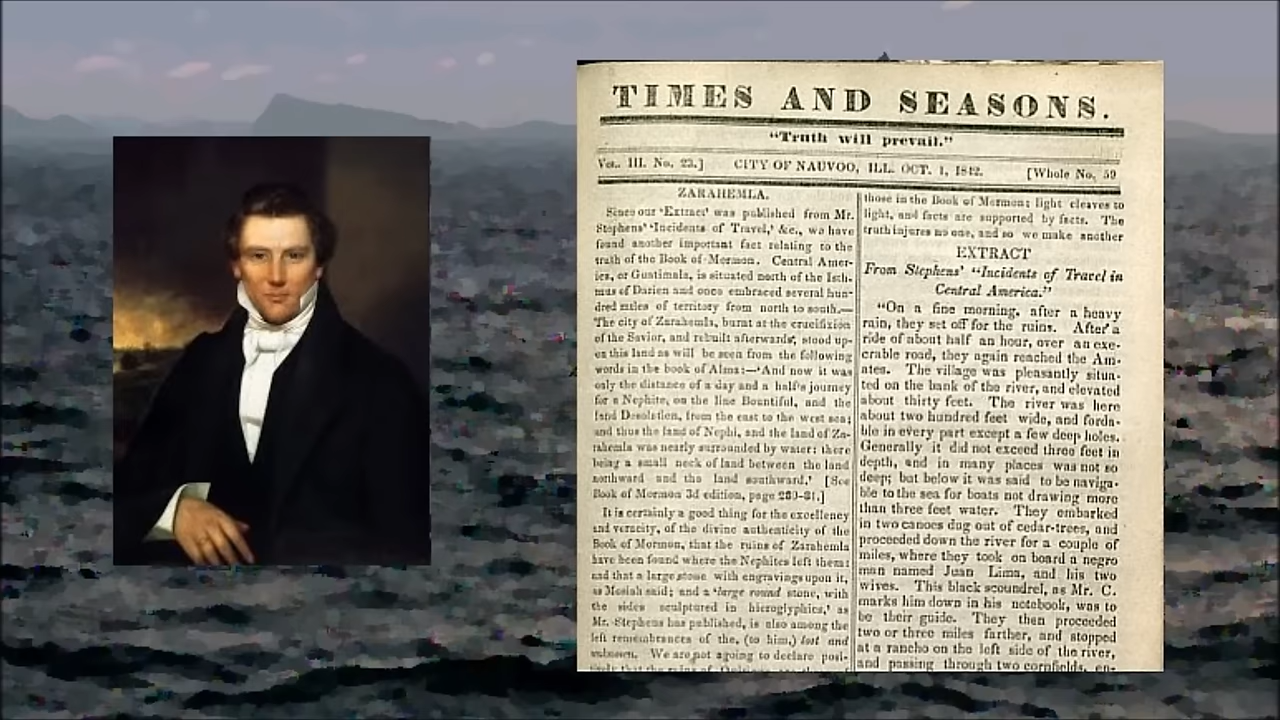 TIMES AND SEASONS.
"Truth will prevail."
Vol. III. No. 23.] CITY OF NAUVOO, ILL. OCT. 1, 1842. [Whole No. 59
ZARAHEMLA.
Since our 'Extract' was published from Mr.
Stephens' 'Incidents of Travel,' &c., we have
found another important fact relating to the
truth of the Book of Mormon. Central Amer-
ica, or Guatimala, is situated north of the Isth-
mus of Darien and once embraced several hun-
dred miles of territory from north to south.—
The city of Zarahemla, burnt at the crucifixion
of the Savior, and rebuilt afterwards, stood up-
on this land as will be seen from the following
words in the book of Alma:—'And now it was
only the distance of a day and a half's journey
for a Nephite, on the line Bountiful, and the
land Desolation, from the east to the west sea;
and thus the land of Nephi, and the land of Za-
rahemla was nearly surrounded by water: there
being a small neck of land between the land
northward and the land southward.' [See
Book of Mormon 3d edition, page 280-81.]
It is certainly a good thing for the excellency
and veracity, of the divine authenticity of the
Book of Mormon, that the ruins of Zarahemla
have been found where the Nephites left them:
and that a large stone with engravings upon it,
as Mosiah said; and a 'large round stone, with
the sides sculptured in hieroglyphics,' as
Mr. Stephens has published, is also among the
left remembrances of the, (to him,) lost and
unknown. We are not agoing to declare posi-
tively that the ruins of
those in the Book of Mormon; light cleaves to
light, and facts are supported by facts. The
truth injures no one, and so we make another
EXTRACT
From Stephens' "Incidents of Travel in
Central America."
"On a fine morning, after a heavy
rain, they set off for the ruins. After a
ride of about half an hour, over an exe-
crable road, they again reached the Am-
ates. The village was pleasantly situa-
ted on the bank of the river, and elevated
about thirty feet. The river was here
about two hundred feet wide, and forda-
ble in every part except a few deep holes.
Generally it did not exceed three feet in
depth, and in many places was not so
deep; but below it was said to be naviga-
ble to the sea for boats not drawing more
than three feet water. They embarked
in two canoes dug out of cedar-trees, and
proceeded down the river for a couple of
miles, where they took on board a negro
man named Juan Lima, and his two
wives. This black scoundrel, as Mr. C.
marks him down in his notebook, was to
be their guide. They then proceeded
two or three miles farther, and stopped
at a rancho on the left side of the river,
and passing through two cornfields, en-